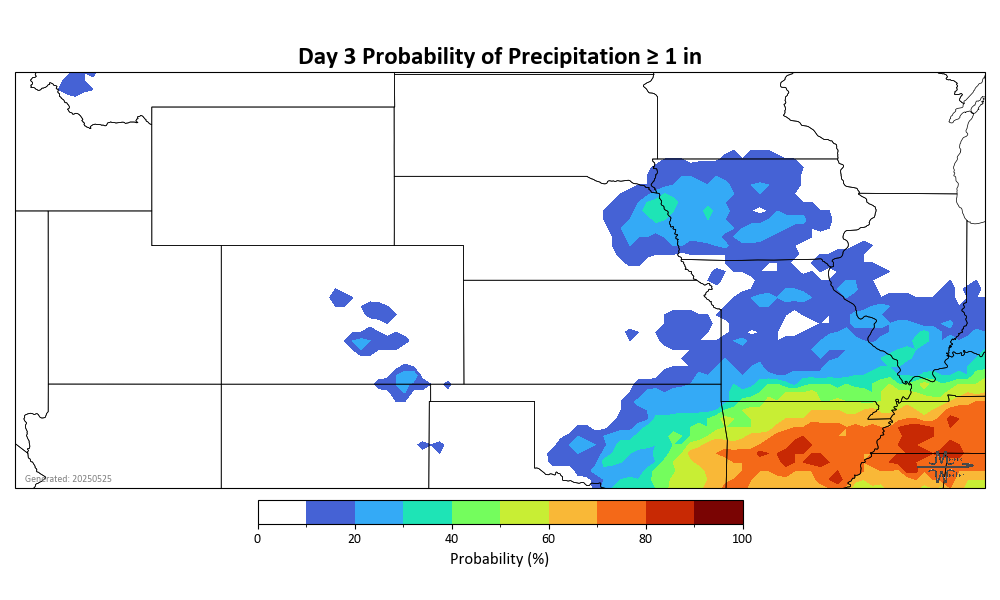 Day 3 Probability of Precipitation ≥ 1 in
Generated: 20250525
0 20 40 60 80 100
Probability (%)